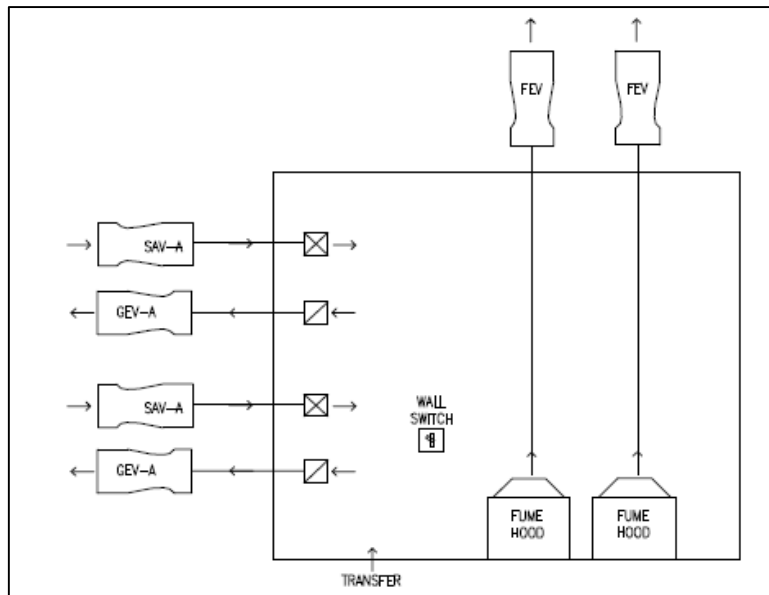 FEV
FEV
SAV-A
GEV-A
SAV-A
GEV-A
WALL
SWITCH
FUME
HOOD
FUME
HOOD
TRANSFER